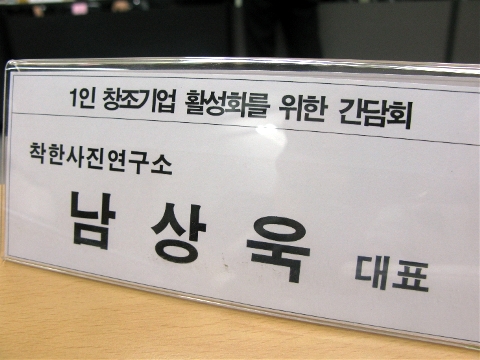 1인 창조기업 활성화를 위한 간담회
착한사진연구소
남상욱 대표